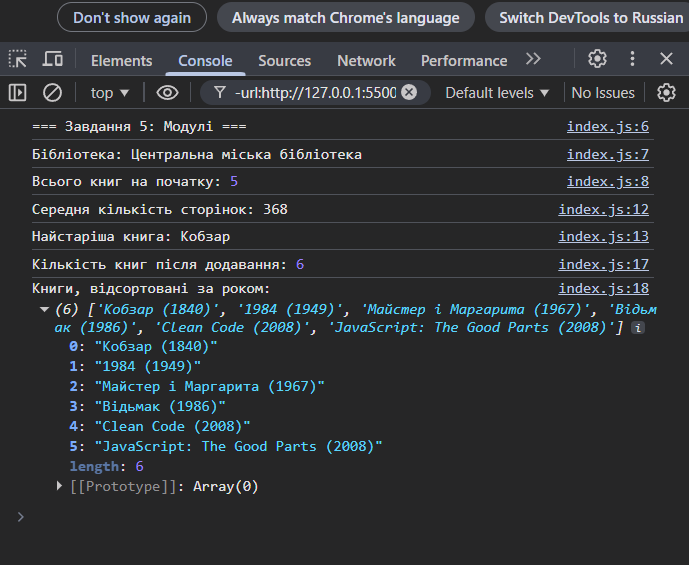 Don't show again Always match Chrome's language Switch DevTools to Russian
Elements Console Sources Network Performance
top -url:http://127.0.0.1:5500 Default levels No Issues
=== Завдання 5: Модулі === index.js:6
Бібліотека: Центральна міська бібліотека index.js:7
Всього книг на початку: 5 index.js:8
Середня кількість сторінок: 368 index.js:12
Найстаріша книга: Кобзар index.js:13
Кількість книг після додавання: 6 index.js:17
Книги, відсортовані за роком: index.js:18
(6) ['Кобзар (1840)', '1984 (1949)', 'Майстер і Маргарита (1967)', 'Відьм
ак (1986)', 'Clean Code (2008)', 'JavaScript: The Good Parts (2008)'] i
0: "Кобзар (1840)"
1: "1984 (1949)"
2: "Майстер і Маргарита (1967)"
3: "Відьмак (1986)"
4: "Clean Code (2008)"
5: "JavaScript: The Good Parts (2008)"
length: 6
[[Prototype]]: Array(0)